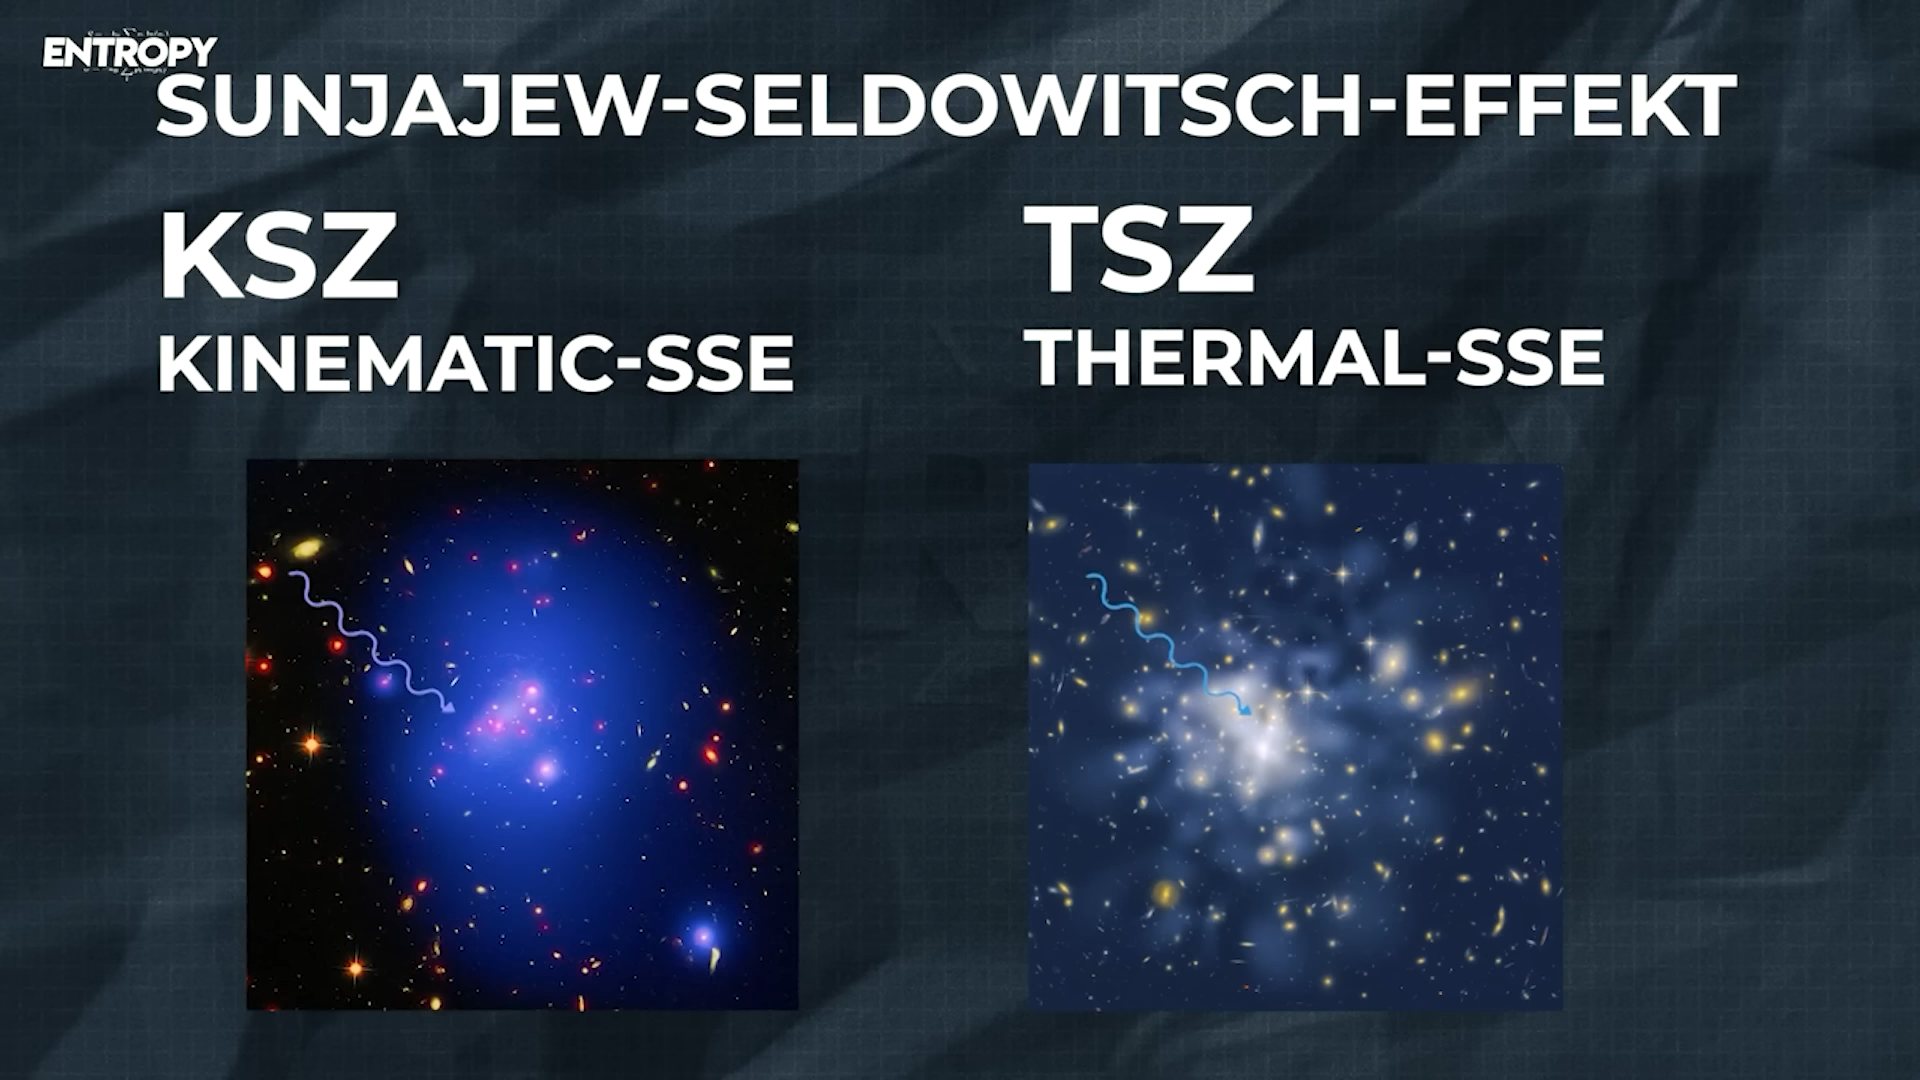 ENTROPY
SUNJAJEW-SELDOWITSCH-EFFEKT
KSZ
KINEMATIC-SSE
TSZ
THERMAL-SSE